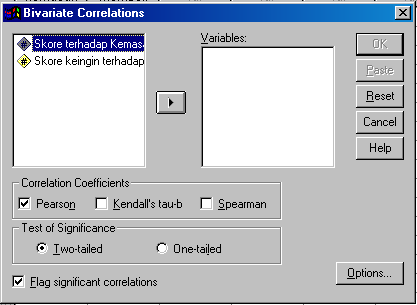 Bivariate Correlations
Skore terhadap Kemas
Skore keingin terhadap
Variables:
OK
Paste
Reset
Cancel
Help
Correlation Coefficients
Pearson Kendall's tau-b Spearman
Test of Significance
Two-tailed One-tailed
Flag significant correlations
Options...